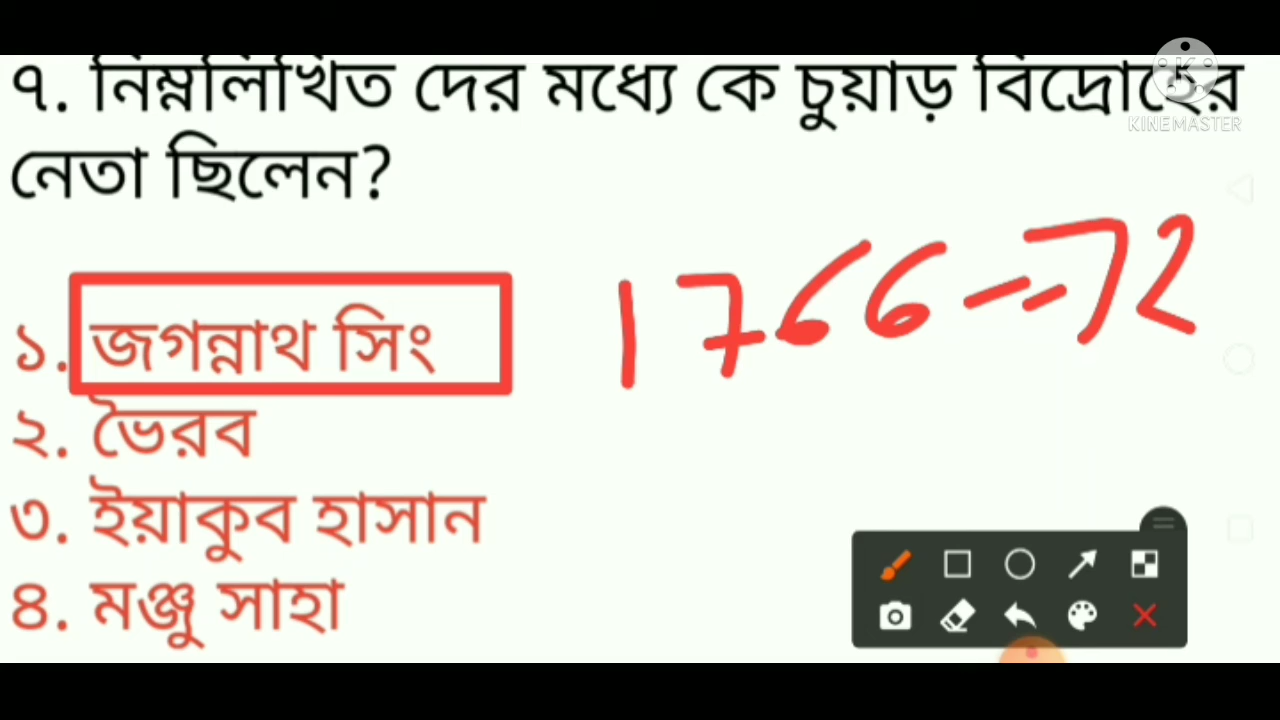 ৭. নিম্নলিখিত দের মধ্যে কে চুয়াড় বিদ্রোহের
নেতা ছিলেন?
KINEMASTER
১. জগন্নাথ সিং
1766--72
২. ভৈরব
৩. ইয়াকুব হাসান
৪. মঞ্জু সাহা